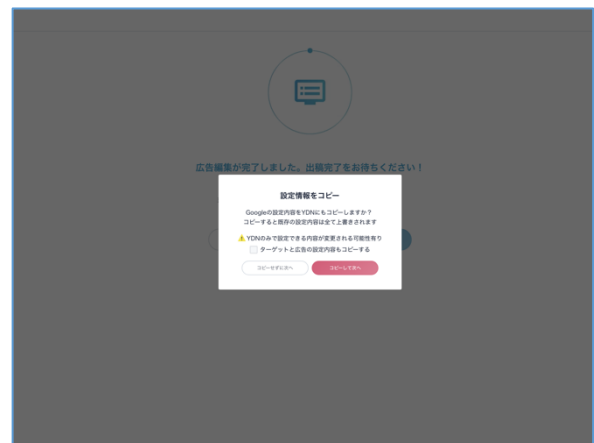 広告編集が完了しました。出稿完了をお待ちください！
設定情報をコピー
Googleの設定内容をYDNにもコピーしますか？
コピーすると既存の設定内容は全て上書きされます
⚠️ YDNのみで設定できる内容が変更される可能性有り
ターゲットと広告の設定内容もコピーする
コピーせずに次へ
コピーして次へ